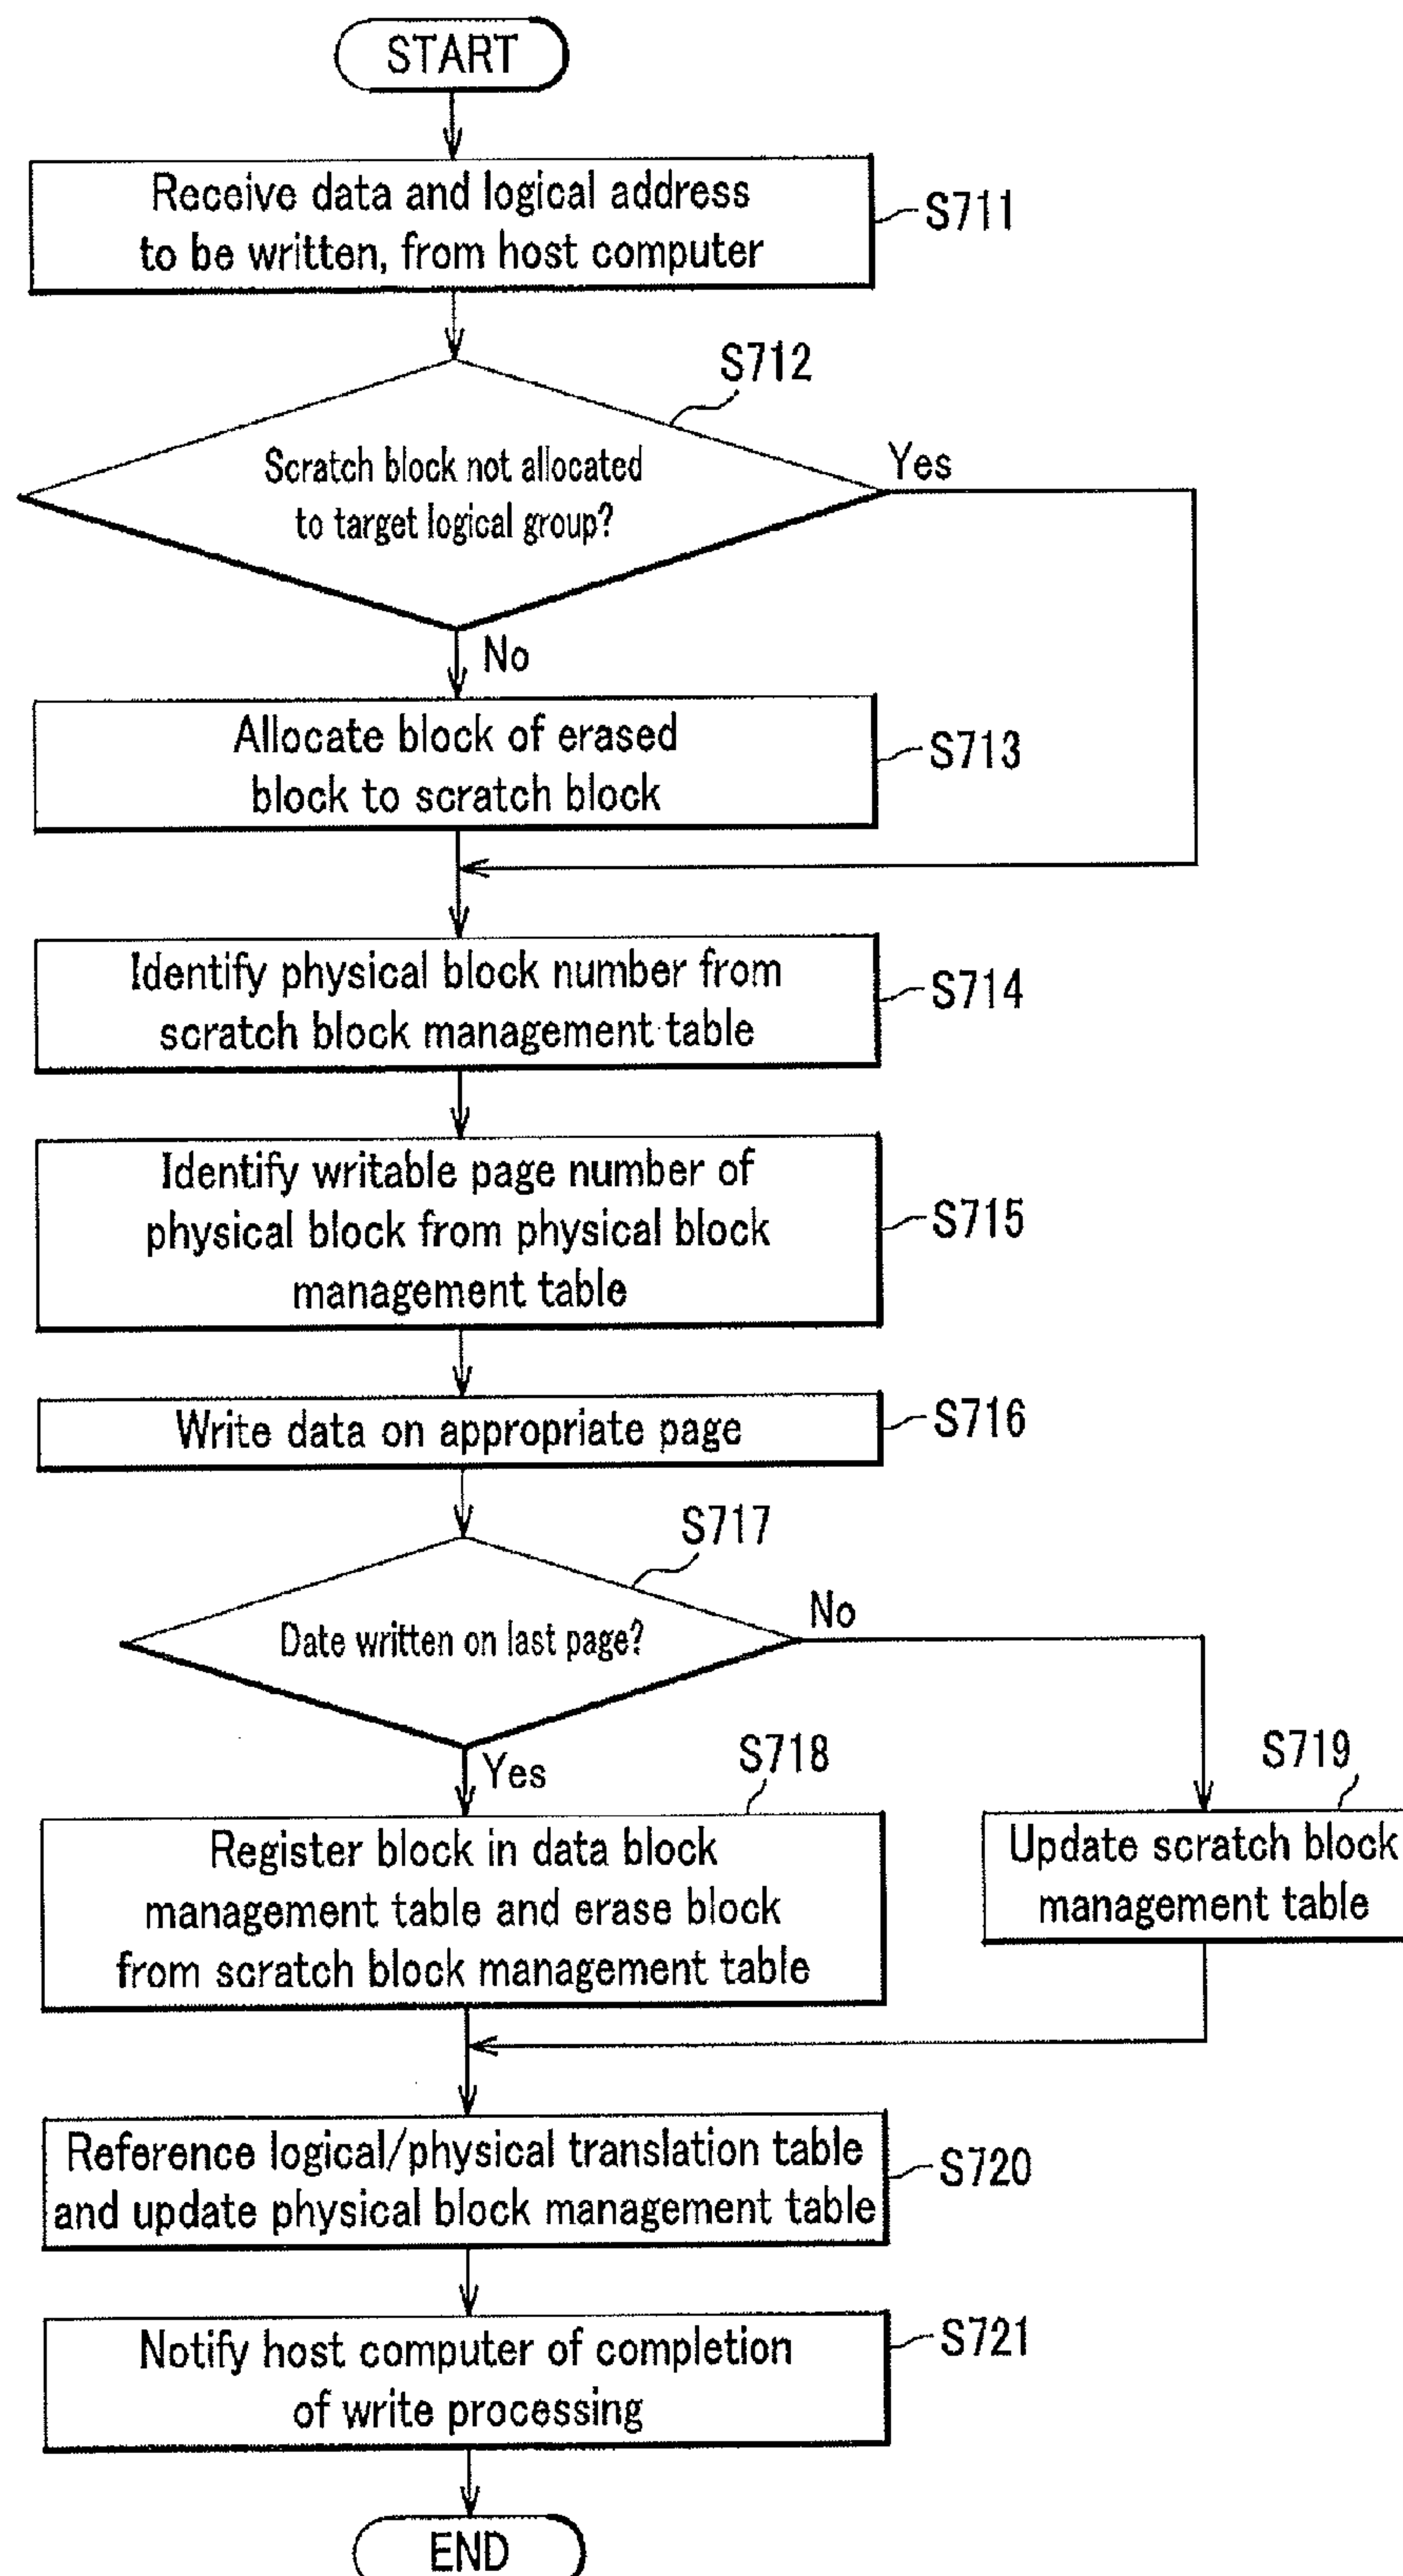 START
Receive data and logical address
to be written, from host computer
S711
S712
Scratch block not allocated
to target logical group?
Yes
No
Allocate block of erased
block to scratch block
S713
Identify physical block number from
scratch block management table
S714
Identify writable page number of
physical block from physical block
management table
S715
Write data on appropriate page
S716
S717
Date written on last page?
No
Yes
S718
Register block in data block
management table and erase block
from scratch block management table
S719
Update scratch block
management table
Reference logical/physical translation table
and update physical block management table
S720
Notify host computer of completion
of write processing
S721
END